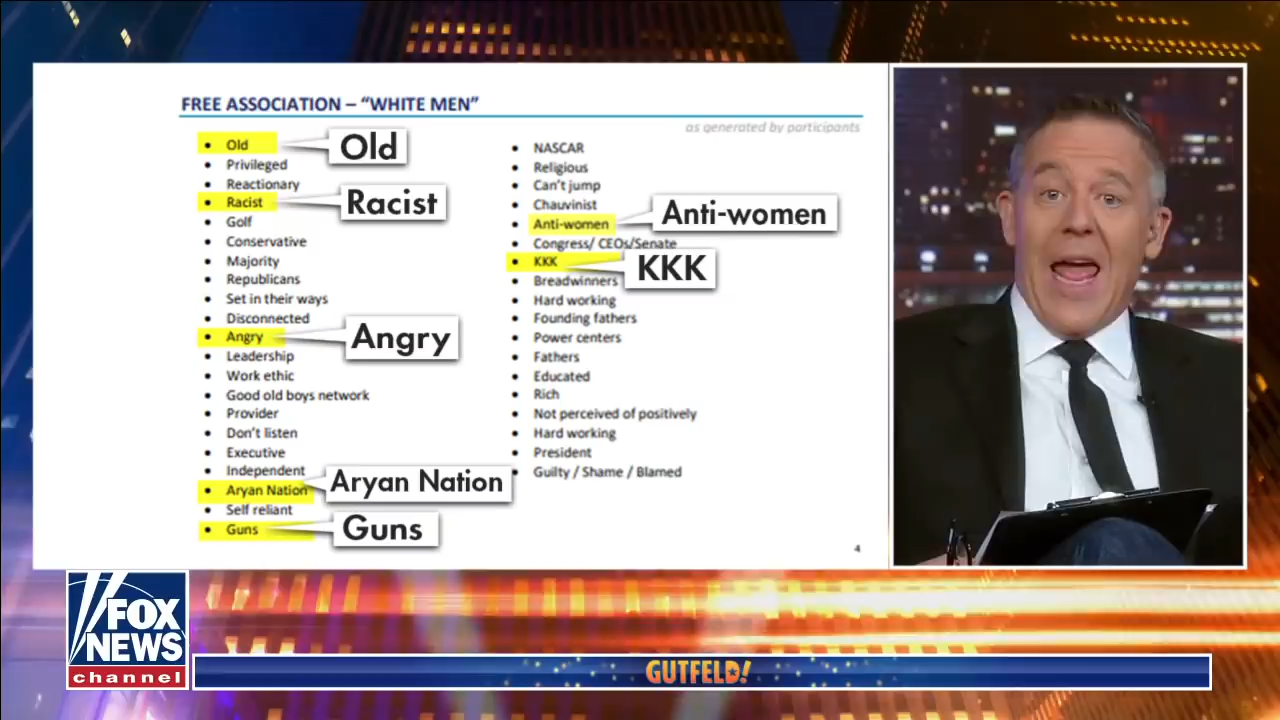 FREE ASSOCIATION – “WHITE MEN”
as generated by participants
• Old
Old
• Privileged
• Reactionary
• Racist
Racist
• Golf
• Conservative
• Majority
• Republicans
• Set in their ways
• Disconnected
• Angry
Angry
• Leadership
• Work ethic
• Good old boys network
• Provider
• Don’t listen
• Executive
• Independent
• Aryan Nation
Aryan Nation
• Self reliant
• Guns
Guns
• NASCAR
• Religious
• Can’t jump
• Chauvinist
• Anti-women
Anti-women
• Congress/ CEOs/Senate
• KKK
KKK
• Breadwinners
• Hard working
• Founding fathers
• Power centers
• Fathers
• Educated
• Rich
• Not perceived of positively
• Hard working
• President
• Guilty / Shame / Blamed
4
FOX
NEWS
channel
GUTFELD!